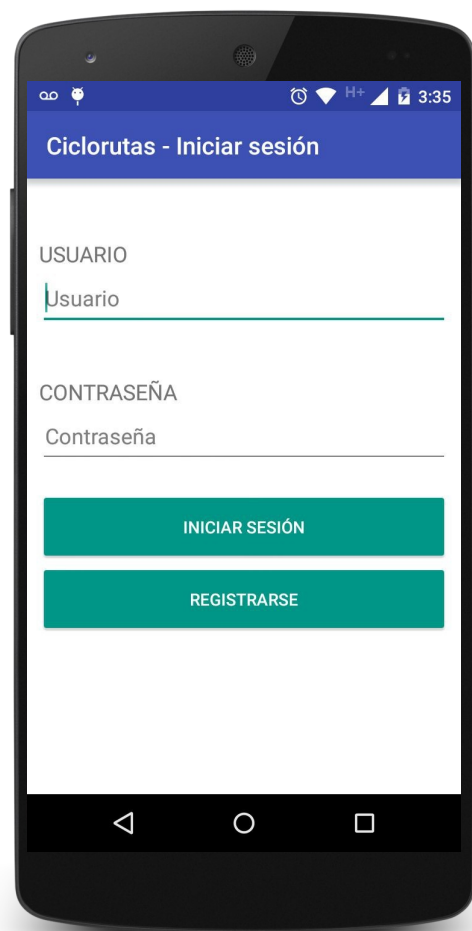 H+ 3:35
Ciclorutas - Iniciar sesión
USUARIO
Usuario
CONTRASEÑA
Contraseña
INICIAR SESIÓN
REGISTRARSE